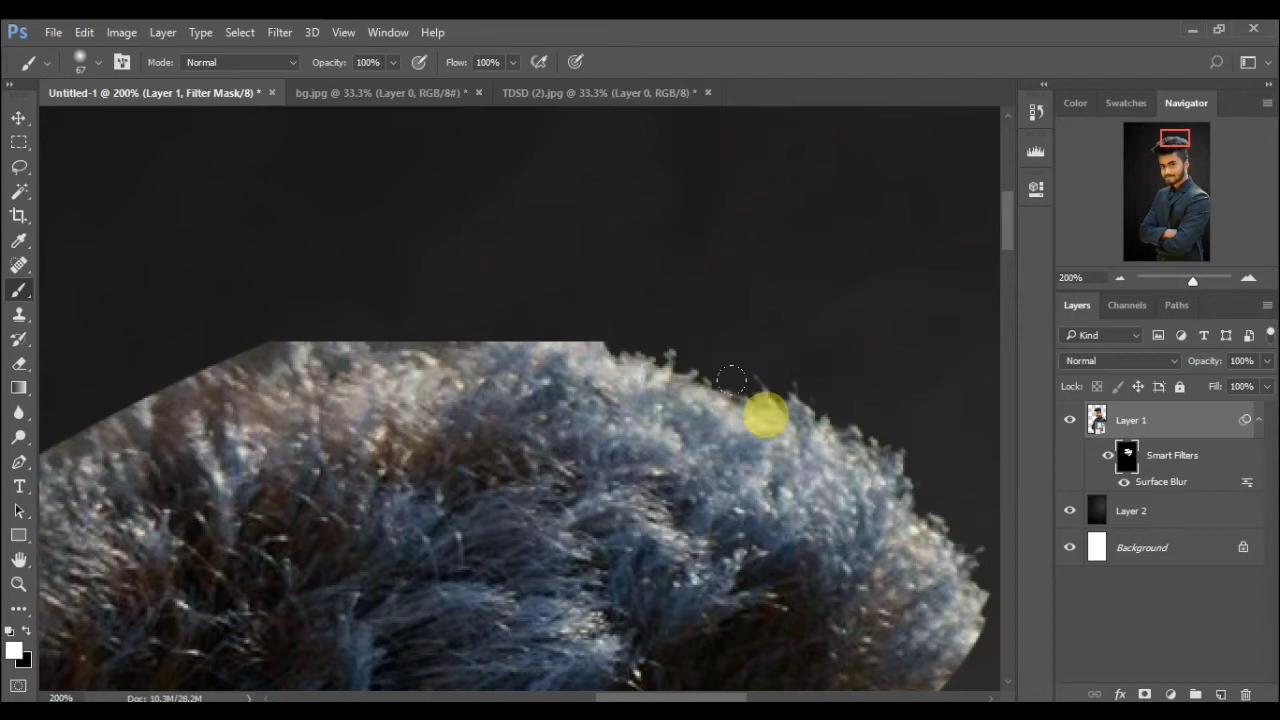 Ps File Edit Image Layer Type Select Filter 3D View Window Help
67 Mode: Normal Opacity: 100% Flow: 100%
Untitled-1 @ 200% (Layer 1, Filter Mask/8) * × bg.jpg @ 33.3% (Layer 0, RGB/8#) * × TDSD (2).jpg @ 33.3% (Layer 0, RGB/8) * ×
Color Swatches Navigator
200%
Layers Channels Paths
Kind
Normal Opacity: 100%
Lock: Fill: 100%
Layer 1
Smart Filters
Surface Blur
Layer 2
Background
T
200% Doc: 10.3M/28.2M
fx